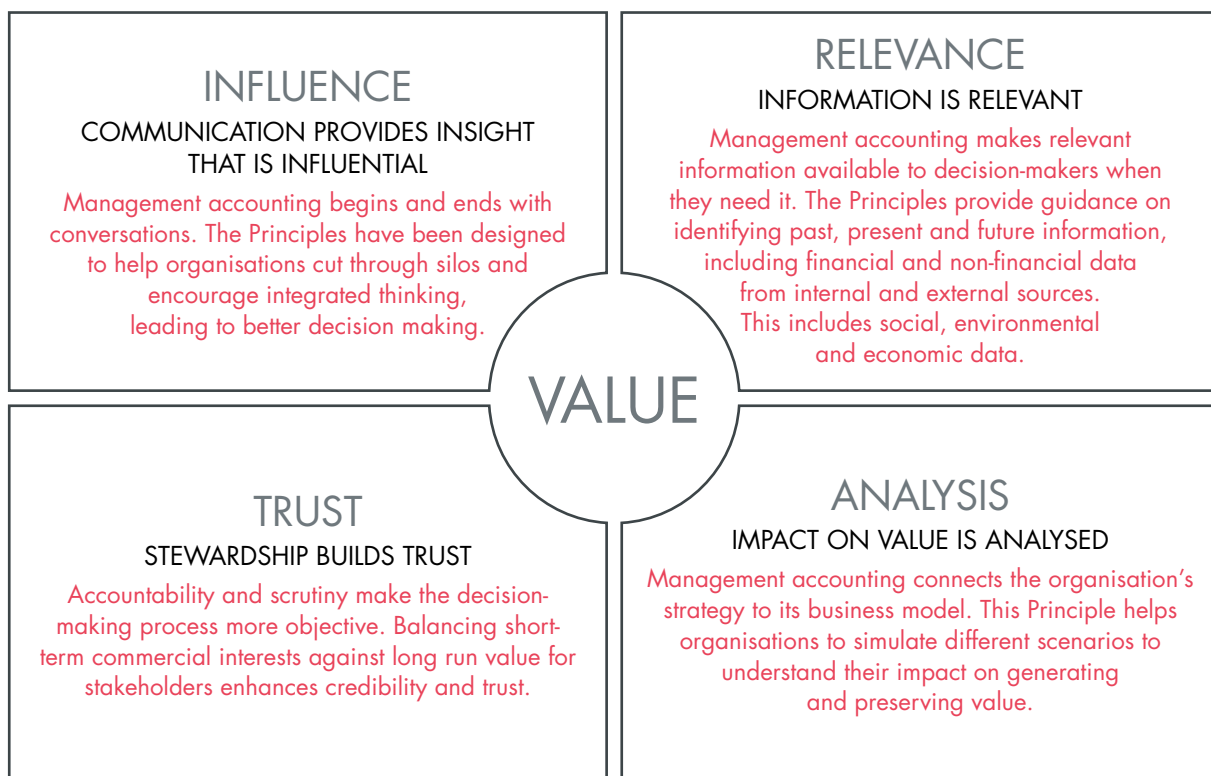 INFLUENCE
COMMUNICATION PROVIDES INSIGHT
THAT IS INFLUENTIAL
Management accounting begins and ends with
conversations. The Principles have been designed
to help organisations cut through silos and
encourage integrated thinking,
leading to better decision making.
RELEVANCE
INFORMATION IS RELEVANT
Management accounting makes relevant
information available to decision-makers when
they need it. The Principles provide guidance on
identifying past, present and future information,
including financial and non-financial data
from internal and external sources.
This includes social, environmental
and economic data.
VALUE
TRUST
STEWARDSHIP BUILDS TRUST
Accountability and scrutiny make the decision-
making process more objective. Balancing short-
term commercial interests against long run value for
stakeholders enhances credibility and trust.
ANALYSIS
IMPACT ON VALUE IS ANALYSED
Management accounting connects the organisation’s
strategy to its business model. This Principle helps
organisations to simulate different scenarios to
understand their impact on generating
and preserving value.